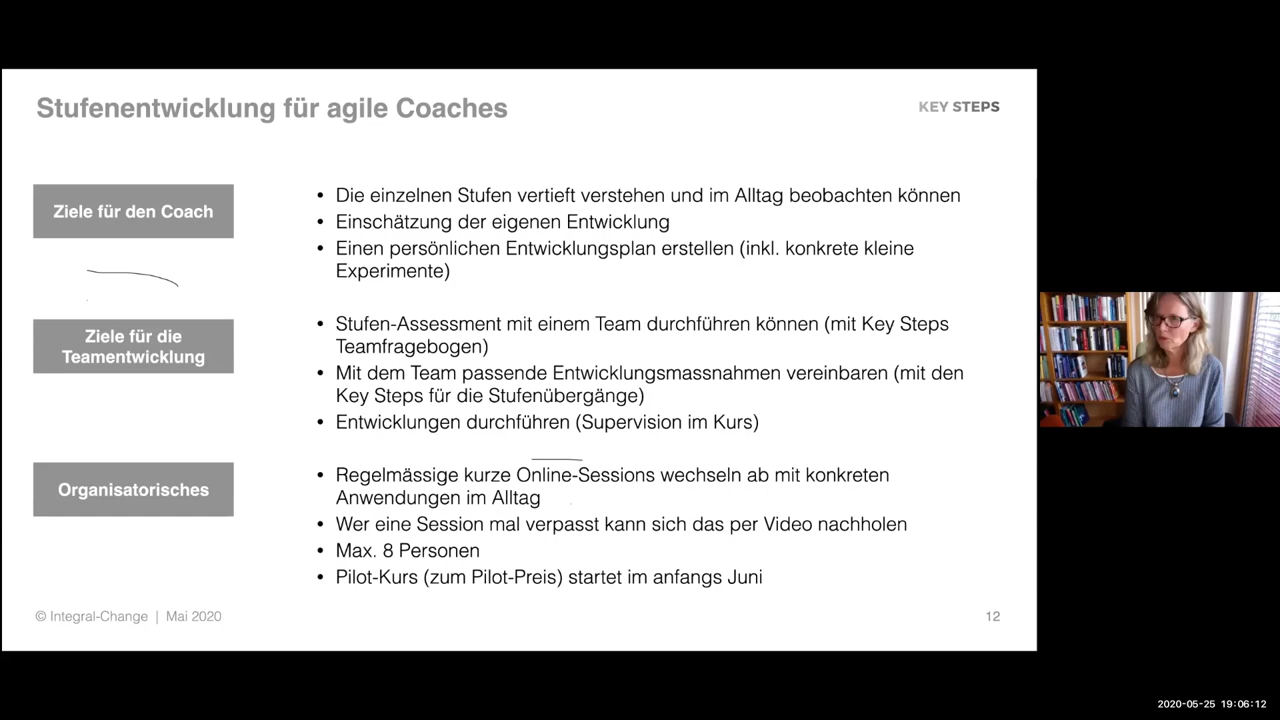 Stufenentwicklung für agile Coaches
KEY STEPS
Ziele für den Coach
• Die einzelnen Stufen vertieft verstehen und im Alltag beobachten können
• Einschätzung der eigenen Entwicklung
• Einen persönlichen Entwicklungsplan erstellen (inkl. konkrete kleine
Experimente)
Ziele für die
Teamentwicklung
• Stufen-Assessment mit einem Team durchführen können (mit Key Steps
Teamfragebogen)
• Mit dem Team passende Entwicklungsmassnahmen vereinbaren (mit den
Key Steps für die Stufenübergänge)
• Entwicklungen durchführen (Supervision im Kurs)
Organisatorisches
• Regelmässige kurze Online-Sessions wechseln ab mit konkreten
Anwendungen im Alltag
• Wer eine Session mal verpasst kann sich das per Video nachholen
• Max. 8 Personen
• Pilot-Kurs (zum Pilot-Preis) startet im anfangs Juni
© Integral-Change | Mai 2020
12
2020-05-25 19:06:12